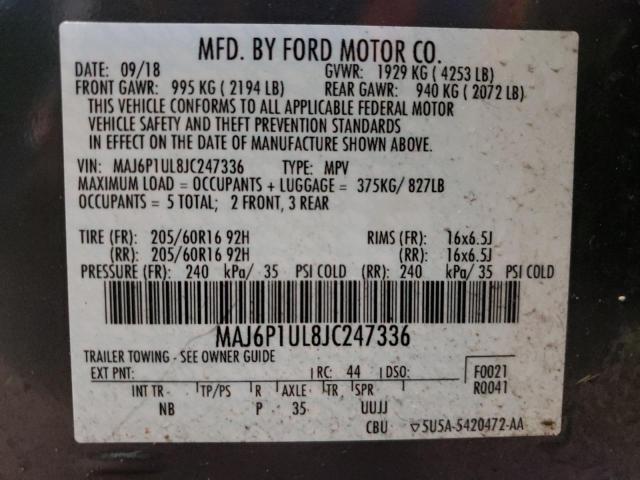 MFD. BY FORD MOTOR CO.
DATE: 09/18 GVWR: 1929 KG ( 4253 LB)
FRONT GAWR: 995 KG ( 2194 LB) REAR GAWR: 940 KG ( 2072 LB)
THIS VEHICLE CONFORMS TO ALL APPLICABLE FEDERAL MOTOR
VEHICLE SAFETY AND THEFT PREVENTION STANDARDS
IN EFFECT ON THE DATE OF MANUFACTURE SHOWN ABOVE.
VIN: MAJ6P1UL8JC247336 TYPE: MPV
MAXIMUM LOAD = OCCUPANTS + LUGGAGE = 375KG/ 827LB
OCCUPANTS = 5 TOTAL; 2 FRONT, 3 REAR
TIRE (FR): 205/60R16 92H RIMS (FR): 16x6.5J
(RR): 205/60R16 92H (RR): 16x6.5J
PRESSURE (FR): 240 kPa/ 35 PSI COLD (RR): 240 kPa/ 35 PSI COLD
MAJ6P1UL8JC247336
TRAILER TOWING - SEE OWNER GUIDE
EXT PNT: RC: 44 DSO: F0021
INT TR TP/PS R AXLE TR SPR R0041
NB P 35 UUJJ
CBU ▽5U5A-5420472-AA